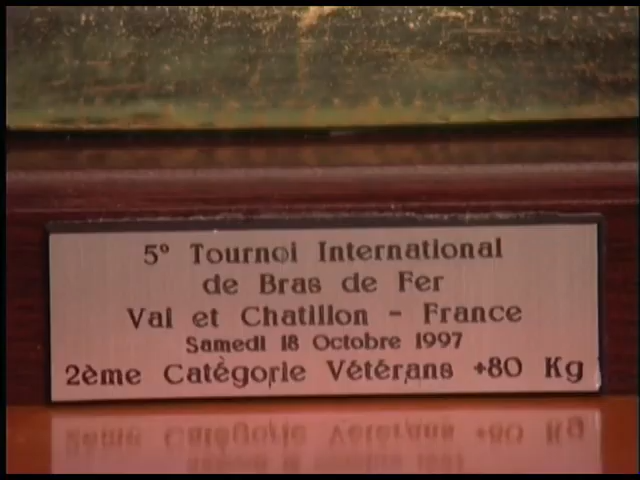 5º Tournoi International
de Bras de Fer
Val et Chatillon - France
Samedi 18 Octobre 1997
2ème Catégorie Vétérans +80 Kg